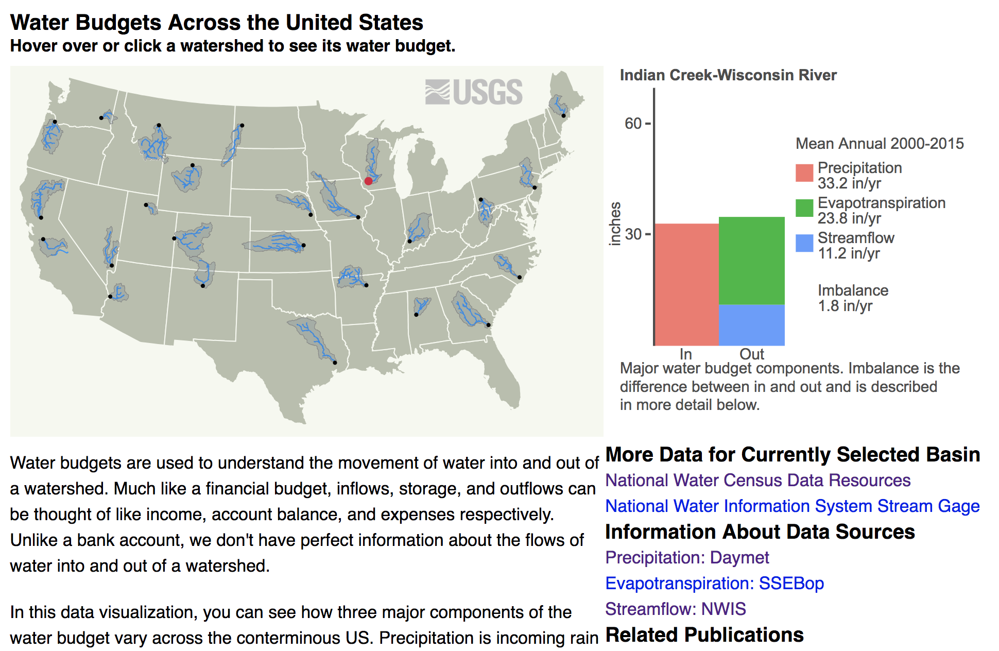 Water Budgets Across the United States
Hover over or click a watershed to see its water budget.
USGS
Indian Creek-Wisconsin River
60
30
inches
In
Out
Mean Annual 2000-2015
Precipitation
33.2 in/yr
Evapotranspiration
23.8 in/yr
Streamflow
11.2 in/yr
Imbalance
1.8 in/yr
Major water budget components. Imbalance is the
difference between in and out and is described
in more detail below.
Water budgets are used to understand the movement of water into and out of
a watershed. Much like a financial budget, inflows, storage, and outflows can
be thought of like income, account balance, and expenses respectively.
Unlike a bank account, we don't have perfect information about the flows of
water into and out of a watershed.
In this data visualization, you can see how three major components of the
water budget vary across the conterminous US. Precipitation is incoming rain
More Data for Currently Selected Basin
National Water Census Data Resources
National Water Information System Stream Gage
Information About Data Sources
Precipitation: Daymet
Evapotranspiration: SSEBop
Streamflow: NWIS
Related Publications